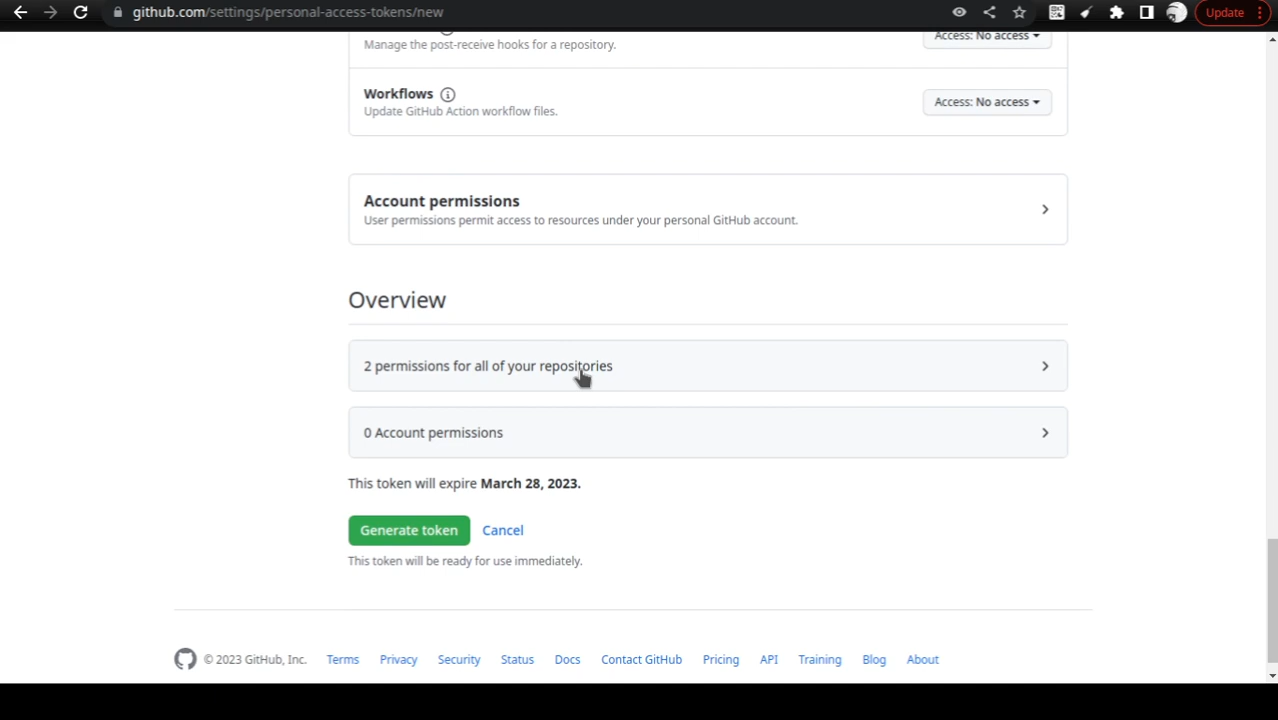 github.com/settings/personal-access-tokens/new
Update
Manage the post-receive hooks for a repository.
Access: No access
Workflows
Update GitHub Action workflow files.
Access: No access
Account permissions
User permissions permit access to resources under your personal GitHub account.
Overview
2 permissions for all of your repositories
0 Account permissions
This token will expire March 28, 2023.
Generate token Cancel
This token will be ready for use immediately.
© 2023 GitHub, Inc. Terms Privacy Security Status Docs Contact GitHub Pricing API Training Blog About